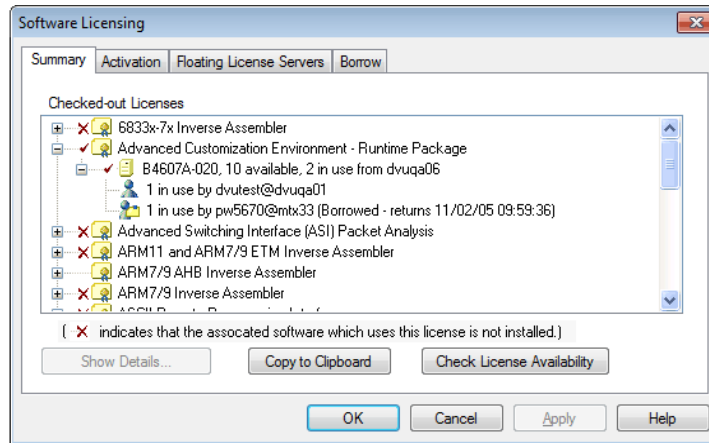 Software Licensing
Summary Activation Floating License Servers Borrow
Checked-out Licenses
6833x-7x Inverse Assembler
Advanced Customization Environment - Runtime Package
B4607A-020, 10 available, 2 in use from dvuqa06
1 in use by dvutest@dvuqa01
1 in use by pw5670@mtx33 (Borrowed - returns 11/02/05 09:59:36)
Advanced Switching Interface (ASI) Packet Analysis
ARM11 and ARM7/9 ETM Inverse Assembler
ARM7/9 AHB Inverse Assembler
ARM7/9 Inverse Assembler
( X indicates that the assocated software which uses this license is not installed.)
Show Details... Copy to Clipboard Check License Availability
OK Cancel Apply Help